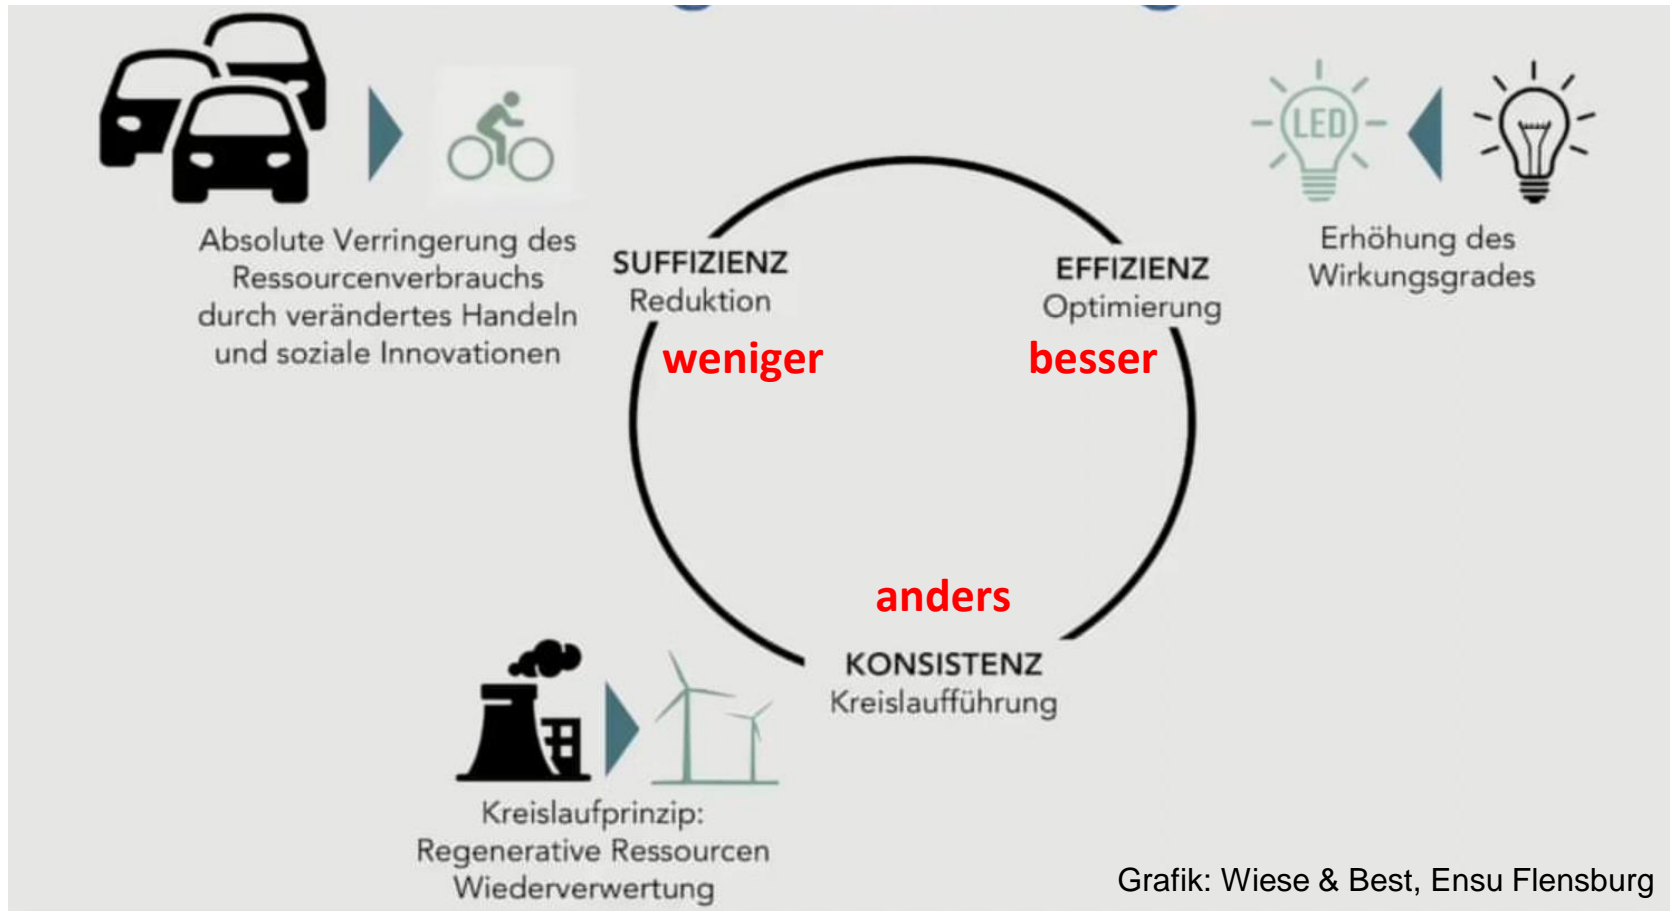 LED
Absolute Verringerung des
Ressourcenverbrauchs
durch verändertes Handeln
und soziale Innovationen
SUFFIZIENZ
Reduktion
weniger
EFFIZIENZ
Optimierung
besser
Erhöhung des
Wirkungsgrades
anders
KONSISTENZ
Kreislaufführung
Kreislaufprinzip:
Regenerative Ressourcen
Wiederverwertung
Grafik: Wiese & Best, Ensu Flensburg